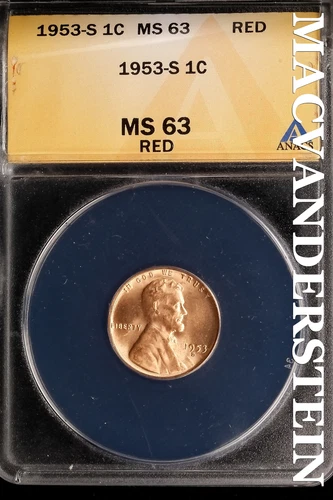 1953-S 1C MS 63 RED
1953-S 1C
MS 63
RED
ANACS
IN GOD WE TRUST
LIBERTY
1953
S
MACVANDERSTEIN